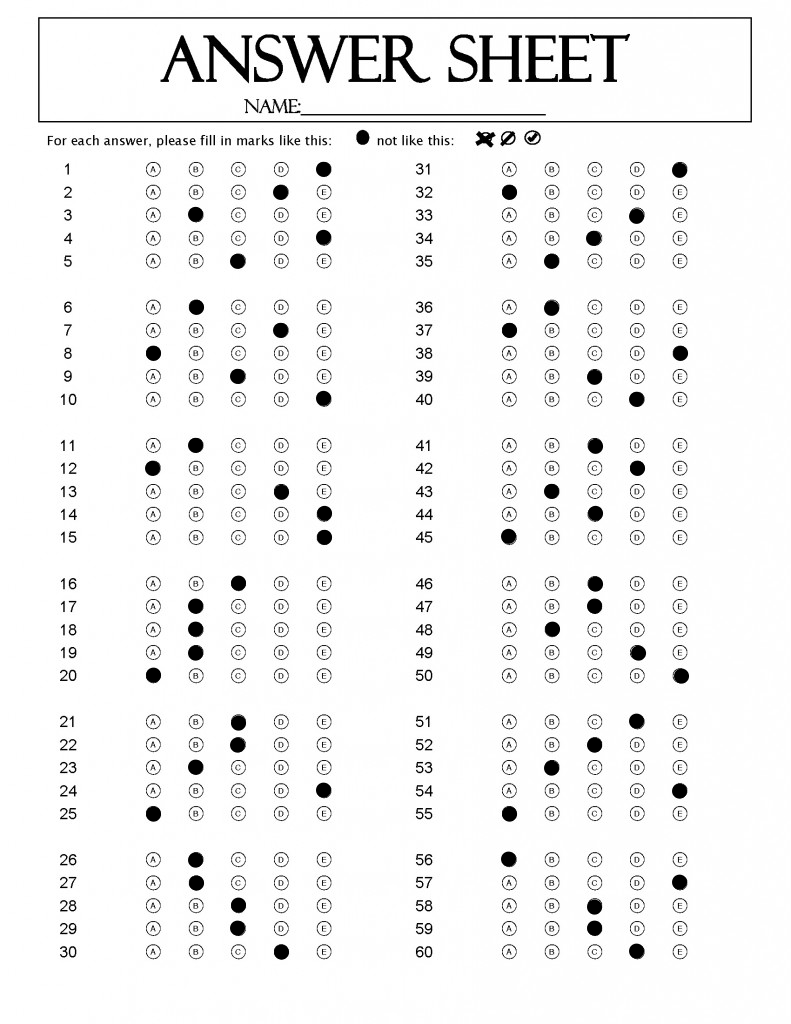 ANSWER SHEET
NAME:
For each answer, please fill in marks like this: not like this:
1 A B C D
2 A B C E
3 A C D E
4 A B C D
5 A B D E
6 A C D E
7 A B C E
8 B C D E
9 A B D E
10 A B C D
11 A C D E
12 B C D E
13 A B C E
14 A B C D
15 A B C D
16 A B D E
17 A C D E
18 A C D E
19 A C D E
20 B C D E
21 A B D E
22 A B D E
23 A C D E
24 A B C D
25 B C D E
26 A C D E
27 A C D E
28 A B D E
29 A B D E
30 A B C E
31 A B C D
32 B C D E
33 A B C E
34 A B D E
35 A C D E
36 A C D E
37 B C D E
38 A B C D
39 A B D E
40 A B C E
41 A B D E
42 A B C E
43 A C D E
44 A B D E
45 B C D E
46 A B D E
47 A B D E
48 A C D E
49 A B C E
50 A B C D
51 A B C E
52 A B D E
53 A C D E
54 A B C D
55 B C D E
56 B C D E
57 A B C D
58 A B D E
59 A B D E
60 A B C E